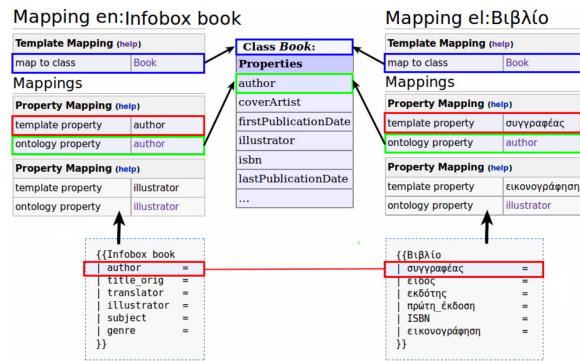 Mapping en:Infobox book
Template Mapping (help)
map to class Book
Mappings
Property Mapping (help)
template property author
ontology property author
Property Mapping (help)
template property illustrator
ontology property illustrator
{{Infobox book
| author =
| title_orig =
| translator =
| illustrator =
| subject =
| genre =
}}
Class Book:
Properties
author
coverArtist
firstPublicationDate
illustrator
isbn
lastPublicationDate
...
Mapping el:Βιβλίο
Template Mapping (help)
map to class Book
Mappings
Property Mapping (help)
template property συγγραφέας
ontology property author
Property Mapping (help)
template property εικονογράφηση
ontology property illustrator
{{Βιβλίο
| συγγραφέας =
| είδος =
| εκδότης =
| πρώτη_έκδοση =
| ISBN =
| εικονογράφηση =
}}